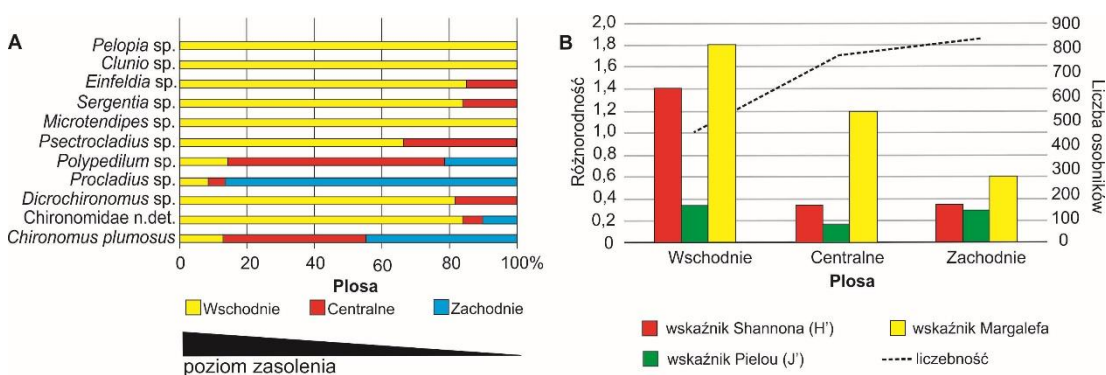 A
Pelopia sp.
Clunio sp.
Einfeldia sp.
Sergentia sp.
Microtendipes sp.
Psectrocladius sp.
Polypedilum sp.
Procladius sp.
Dicrochironomus sp.
Chironomidae n.det.
Chironomus plumosus
0 20 40 60 80 100%
Plosa
Wschodnie Centralne Zachodnie
poziom zasolenia
B
Różnorodność
2,0
1,8
1,6
1,4
1,2
1,0
0,8
0,6
0,4
0,2
0
900
800
700
600
500
400
300
200
100
0
Liczba osobników
Wschodnie Centralne Zachodnie
Plosa
wskaźnik Shannona (H') wskaźnik Margalefa
wskaźnik Pielou (J') liczebność